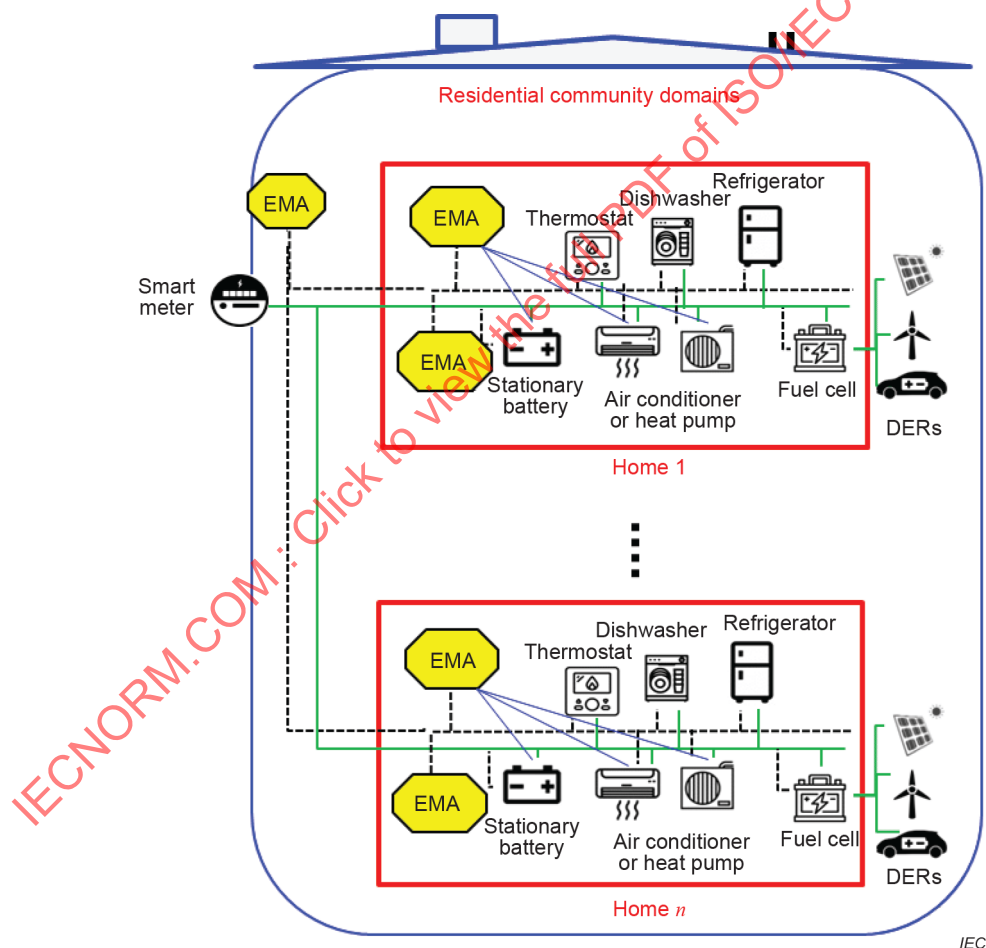 Residential community domains
EMA
Smart
meter
EMA
Thermostat
Dishwasher
Refrigerator
EMA
Stationary
battery
Air conditioner
or heat pump
Fuel cell
DERs
Home 1
EMA
Thermostat
Dishwasher
Refrigerator
EMA
Stationary
battery
Air conditioner
or heat pump
Fuel cell
DERs
Home n
IEC
IECNORM.COM : Click to view the full PDF of ISO/IEC